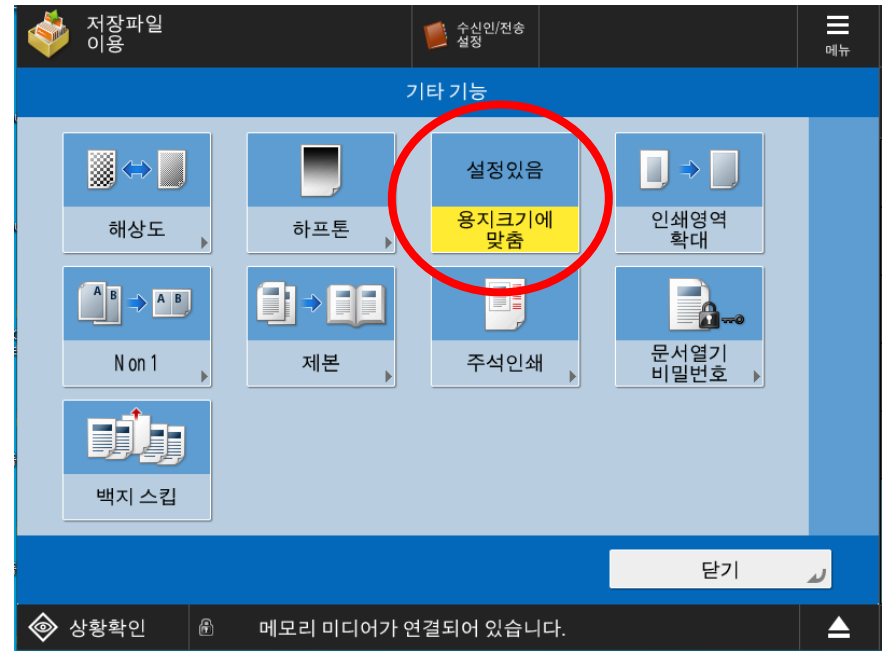 저장파일
이용
수신인/전송
설정
메뉴
기타 기능
설정있음
해상도
하프톤
용지크기에
맞춤
인쇄영역
확대
A B A B
N on 1
제본
주석인쇄
문서열기
비밀번호
백지 스킵
닫기
상황확인
메모리 미디어가 연결되어 있습니다.